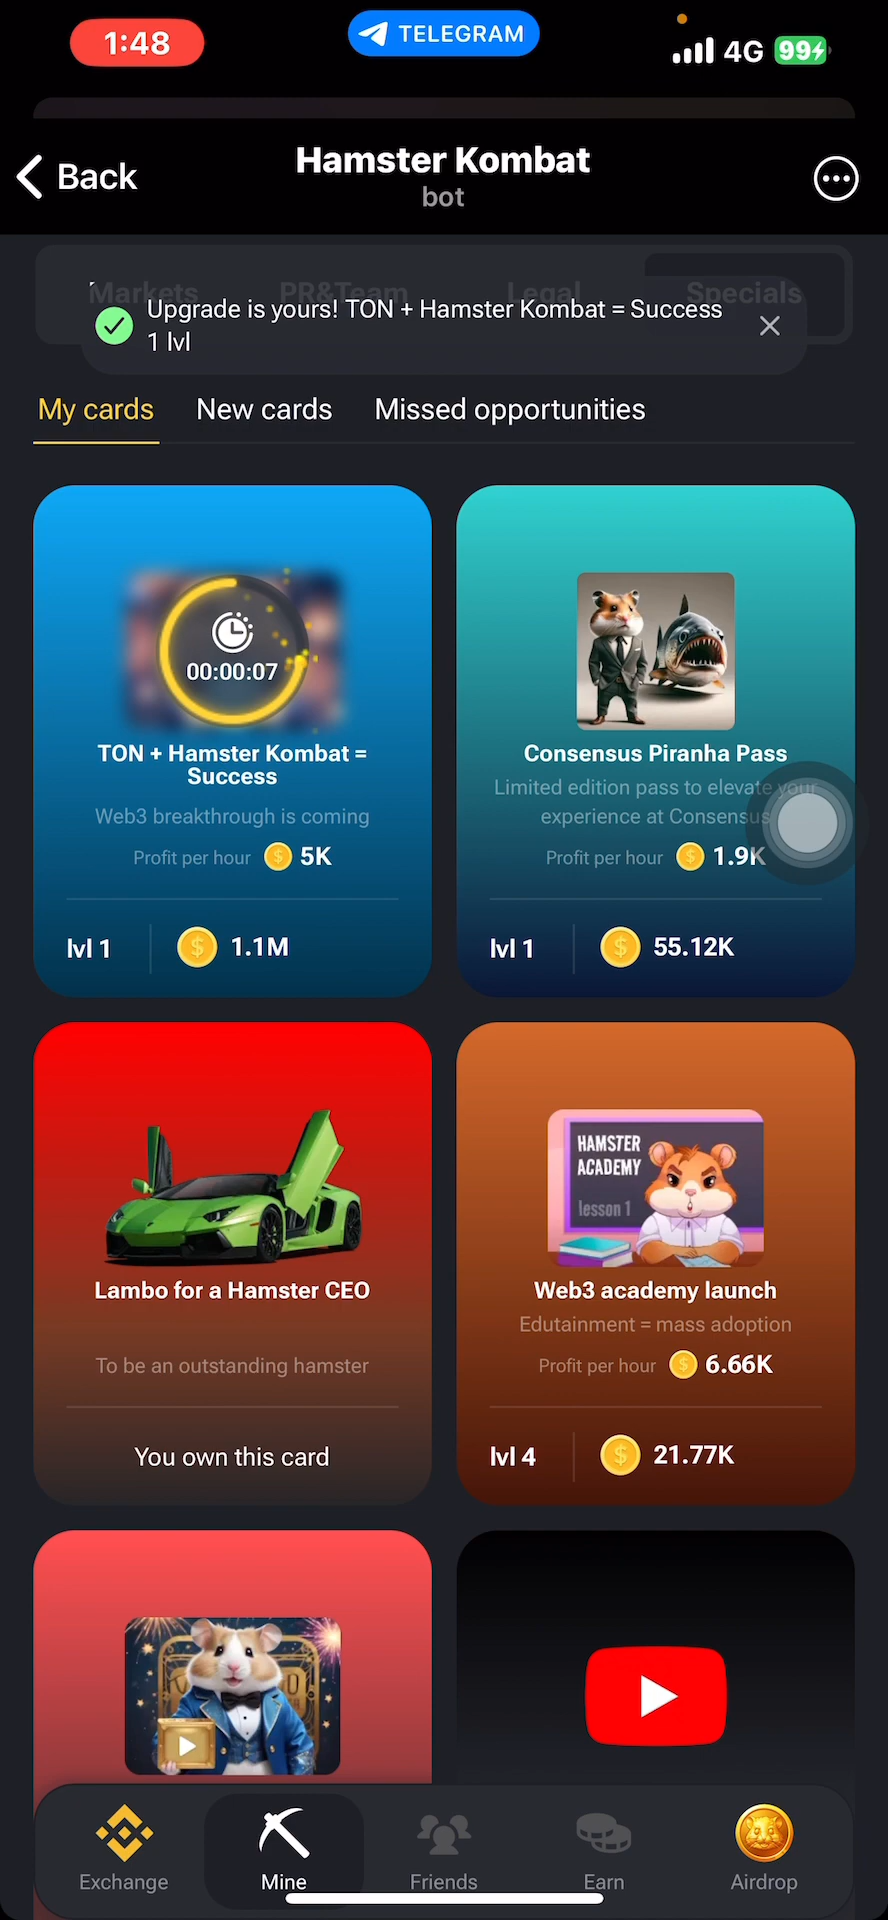 1:48
TELEGRAM
4G
99
Back
Hamster Kombat
bot
Markets
PR&Team
Legal
Specials
Upgrade is yours! TON + Hamster Kombat = Success
1 lvl
My cards
New cards
Missed opportunities
00:00:07
TON + Hamster Kombat =
Success
Web3 breakthrough is coming
Profit per hour
5K
lvl 1
1.1M
Consensus Piranha Pass
Limited edition pass to elevate your
experience at Consensus
Profit per hour
1.9K
lvl 1
55.12K
Lambo for a Hamster CEO
To be an outstanding hamster
You own this card
HAMSTER
ACADEMY
lesson 1
Web3 academy launch
Edutainment = mass adoption
Profit per hour
6.66K
lvl 4
21.77K
Exchange
Mine
Friends
Earn
Airdrop